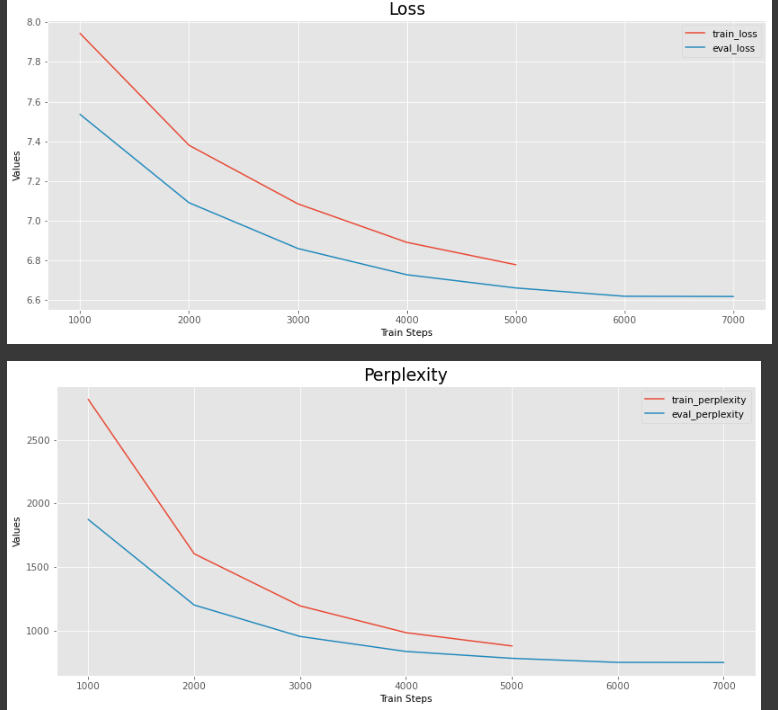 Loss
8.0
7.8
7.6
7.4
7.2
7.0
6.8
6.6
Values
train_loss
eval_loss
1000 2000 3000 4000 5000 6000 7000
Train Steps
Perplexity
2500
2000
1500
1000
Values
train_perplexity
eval_perplexity
1000 2000 3000 4000 5000 6000 7000
Train Steps